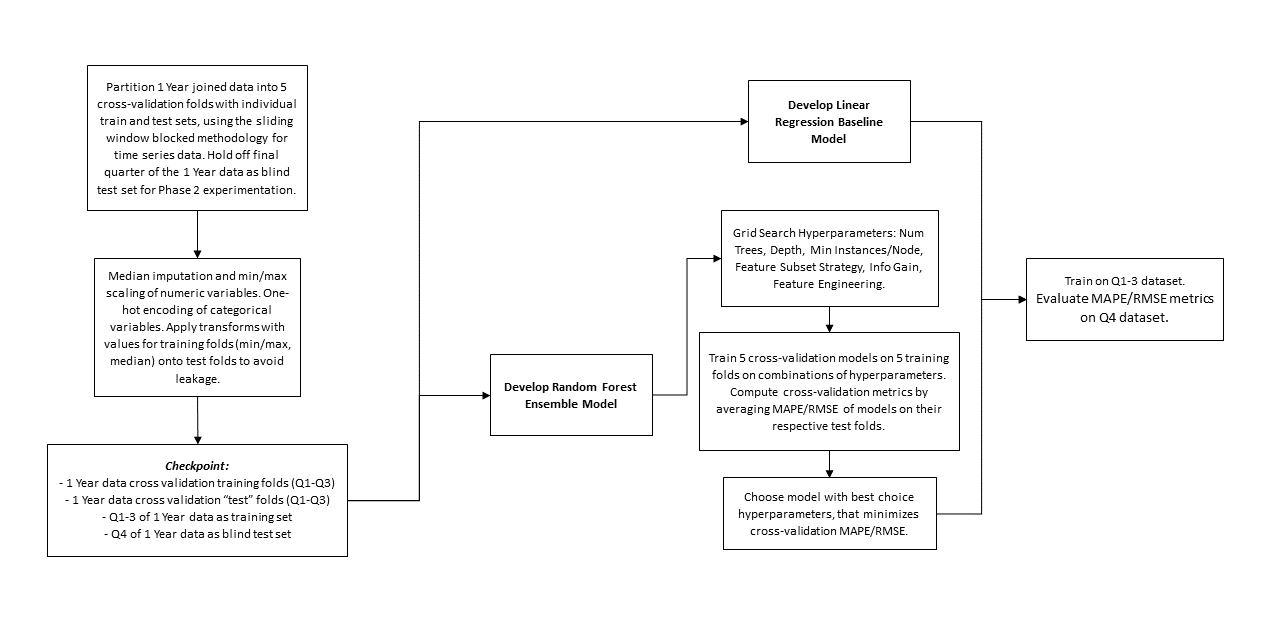 Partition 1 Year joined data into 5
cross-validation folds with individual
train and test sets, using the sliding
window blocked methodology for
time series data. Hold off final
quarter of the 1 Year data as blind
test set for Phase 2 experimentation.
Median imputation and min/max
scaling of numeric variables. One-
hot encoding of categorical
variables. Apply transforms with
values for training folds (min/max,
median) onto test folds to avoid
leakage.
Checkpoint:
- 1 Year data cross validation training folds (Q1-Q3)
- 1 Year data cross validation “test” folds (Q1-Q3)
- Q1-3 of 1 Year data as training set
- Q4 of 1 Year data as blind test set
Develop Linear
Regression Baseline
Model
Develop Random Forest
Ensemble Model
Grid Search Hyperparameters: Num
Trees, Depth, Min Instances/Node,
Feature Subset Strategy, Info Gain,
Feature Engineering.
Train 5 cross-validation models on 5 training
folds on combinations of hyperparameters.
Compute cross-validation metrics by
averaging MAPE/RMSE of models on their
respective test folds.
Choose model with best choice
hyperparameters, that minimizes
cross-validation MAPE/RMSE.
Train on Q1-3 dataset.
Evaluate MAPE/RMSE metrics
on Q4 dataset.